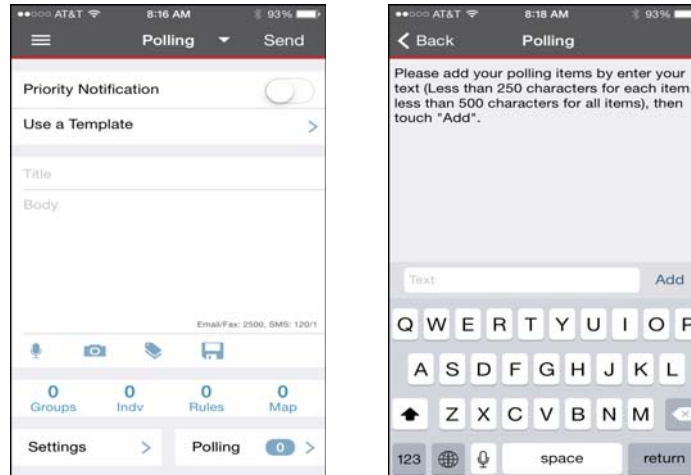 AT&T 8:16 AM 93%
Polling Send
Priority Notification
Use a Template
Title
Body
Email/Fax: 2500, SMS: 120/1
0 0 0 0
Groups Indv Rules Map
Settings Polling 0
AT&T 8:18 AM 93%
Back Polling
Please add your polling items by enter your
text (Less than 250 characters for each item,
less than 500 characters for all items), then
touch "Add".
Text Add
Q W E R T Y U I O P
A S D F G H J K L
Z X C V B N M
123 space return